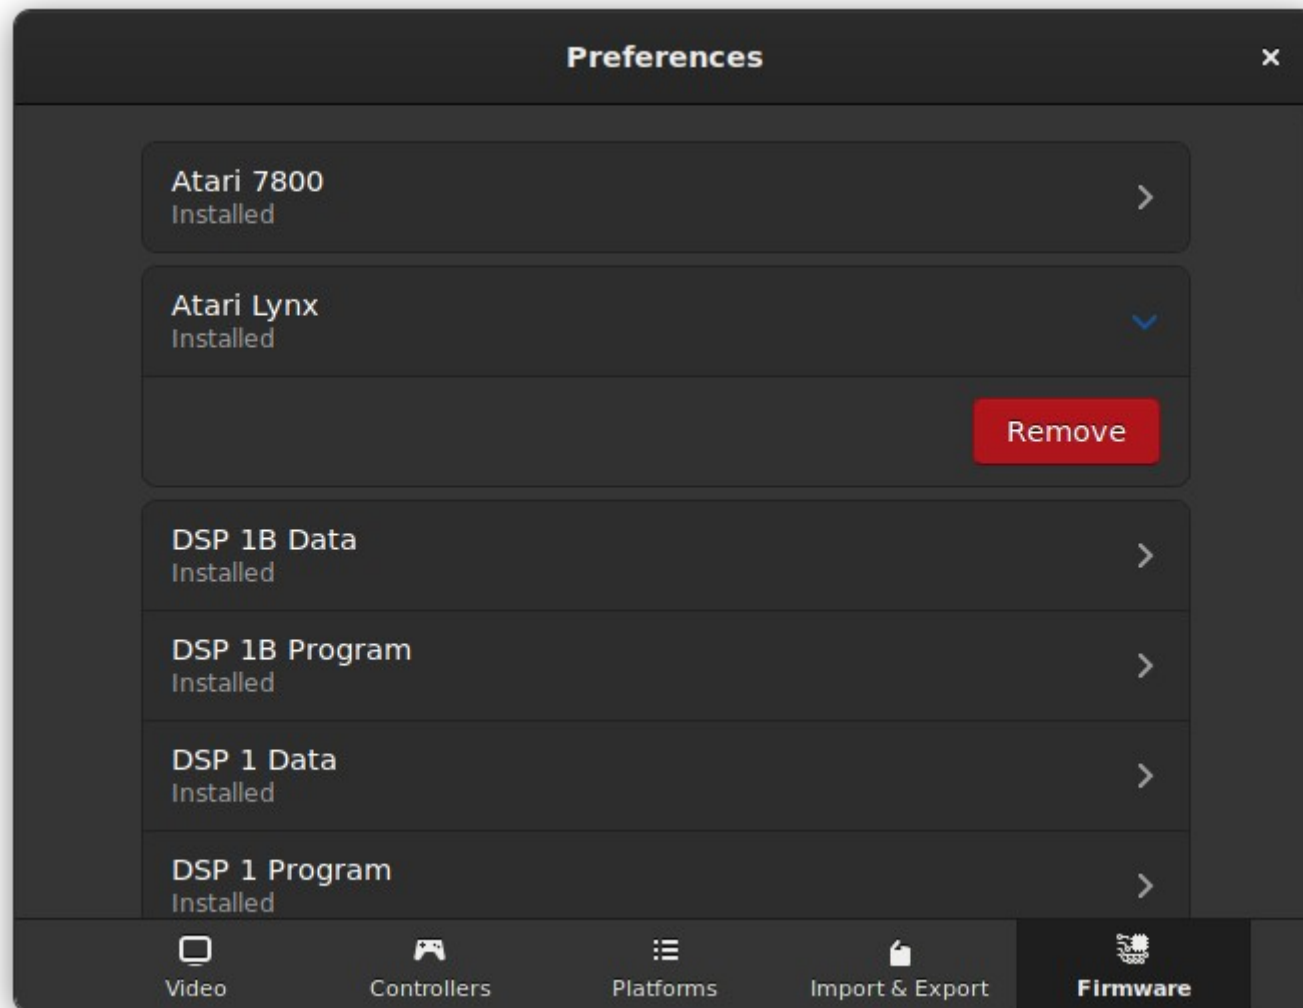 Preferences
Atari 7800
Installed
Atari Lynx
Installed
Remove
DSP 1B Data
Installed
DSP 1B Program
Installed
DSP 1 Data
Installed
DSP 1 Program
Installed
Video
Controllers
Platforms
Import & Export
Firmware